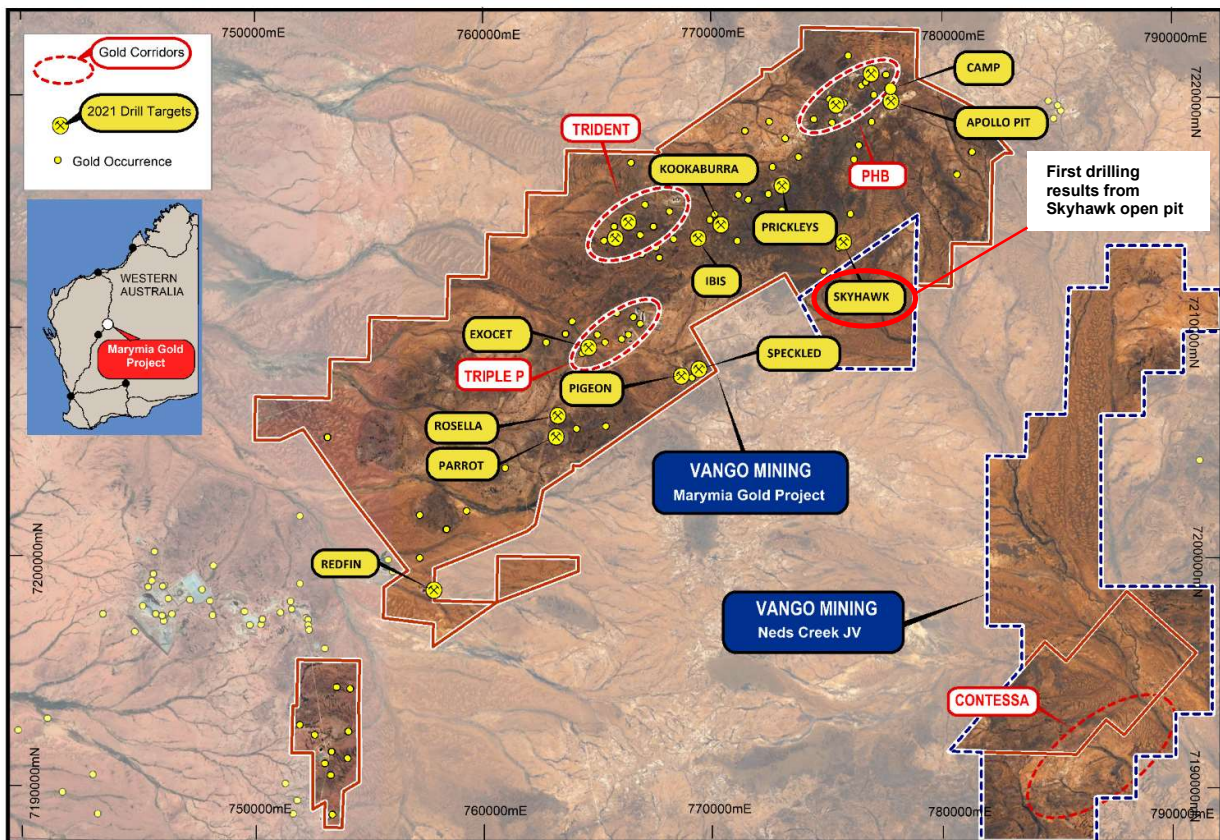 750000mE
760000mE
770000mE
780000mE
790000mE
Gold Corridors
2021 Drill Targets
Gold Occurrence
WESTERN
AUSTRALIA
Marymia Gold
Project
CAMP
7220000mN
APOLLO PIT
TRIDENT
KOOKABURRA
PHB
First drilling
results from
Skyhawk open pit
PRICKLEYS
IBIS
SKYHAWK
7210000mN
EXOCET
SPECKLED
TRIPLE P
PIGEON
ROSELLA
PARROT
VANGO MINING
Marymia Gold Project
7200000mN
7200000mN
REDFIN
VANGO MINING
Neds Creek JV
CONTESSA
7190000mN
7190000mN
750000mE
760000mE
770000mE
780000mE
790000mE